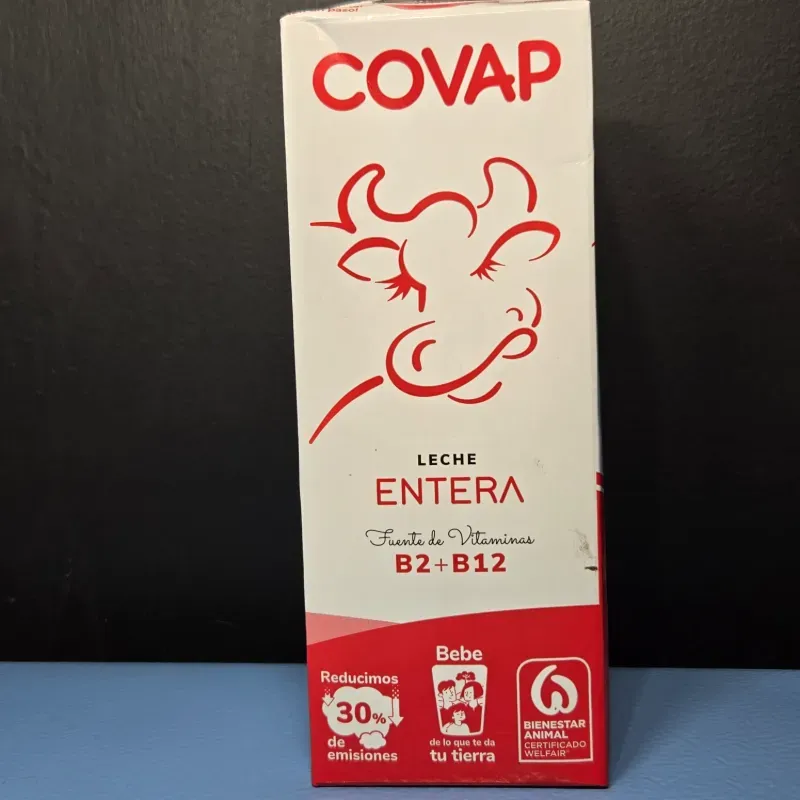 COVAP
LECHE
ENTERA
Fuente de Vitaminas
B2+B12
Reducimos
30%
de
emisiones
Bebe
de lo que te da
tu tierra
BIENESTAR
ANIMAL
CERTIFICADO
WELFAIR